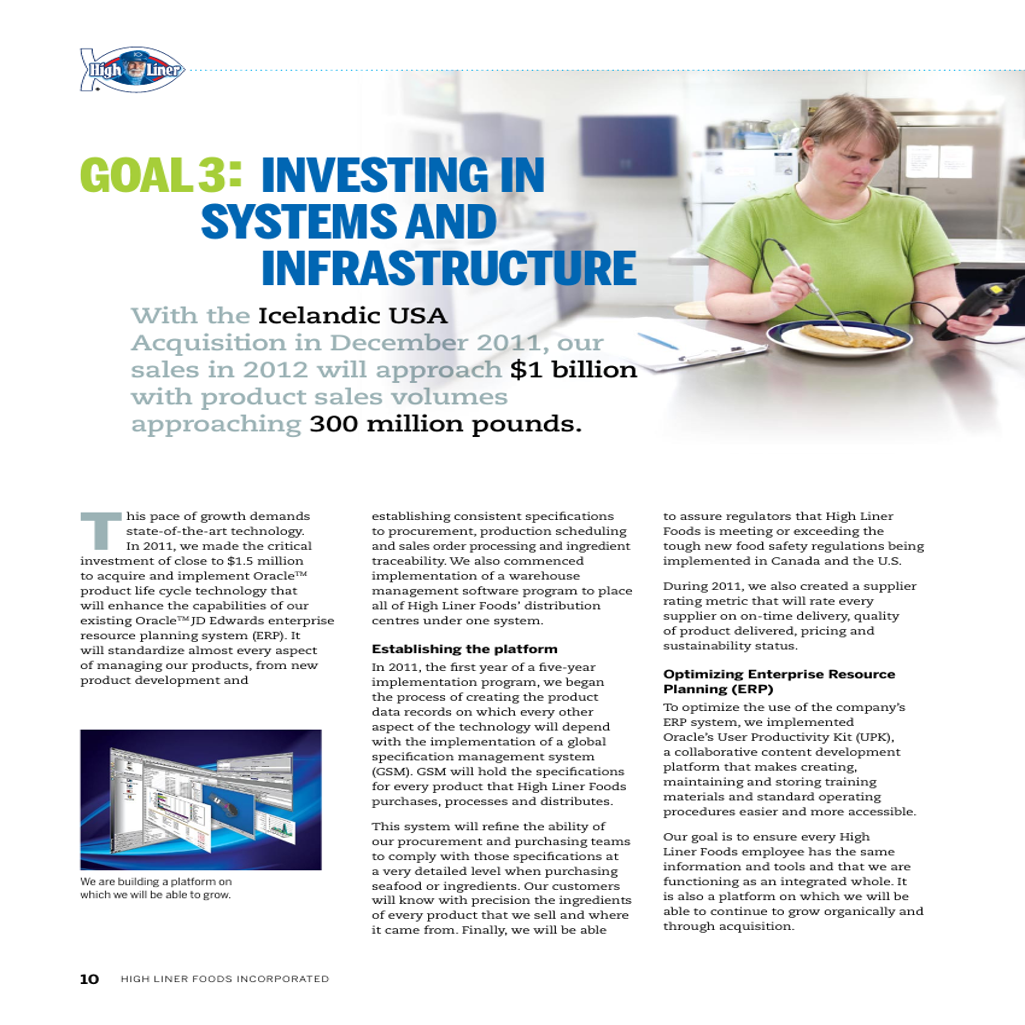 High Liner
GOAL 3: INVESTING IN
SYSTEMS AND
INFRASTRUCTURE
With the Icelandic USA
Acquisition in December 2011, our
sales in 2012 will approach $1 billion
with product sales volumes
approaching 300 million pounds.
This pace of growth demands
state-of-the-art technology.
In 2011, we made the critical
investment of close to $1.5 million
to acquire and implement Oracle™
product life cycle technology that
will enhance the capabilities of our
existing Oracle™ JD Edwards enterprise
resource planning system (ERP). It
will standardize almost every aspect
of managing our products, from new
product development and
We are building a platform on
which we will be able to grow.
establishing consistent specifications
to procurement, production scheduling
and sales order processing and ingredient
traceability. We also commenced
implementation of a warehouse
management software program to place
all of High Liner Foods’ distribution
centres under one system.
Establishing the platform
In 2011, the first year of a five-year
implementation program, we began
the process of creating the product
data records on which every other
aspect of the technology will depend
with the implementation of a global
specification management system
(GSM). GSM will hold the specifications
for every product that High Liner Foods
purchases, processes and distributes.
This system will refine the ability of
our procurement and purchasing teams
to comply with those specifications at
a very detailed level when purchasing
seafood or ingredients. Our customers
will know with precision the ingredients
of every product that we sell and where
it came from. Finally, we will be able
to assure regulators that High Liner
Foods is meeting or exceeding the
tough new food safety regulations being
implemented in Canada and the U.S.
During 2011, we also created a supplier
rating metric that will rate every
supplier on on-time delivery, quality
of product delivered, pricing and
sustainability status.
Optimizing Enterprise Resource
Planning (ERP)
To optimize the use of the company’s
ERP system, we implemented
Oracle’s User Productivity Kit (UPK),
a collaborative content development
platform that makes creating,
maintaining and storing training
materials and standard operating
procedures easier and more accessible.
Our goal is to ensure every High
Liner Foods employee has the same
information and tools and that we are
functioning as an integrated whole. It
is also a platform on which we will be
able to continue to grow organically and
through acquisition.
10 HIGH LINER FOODS INCORPORATED